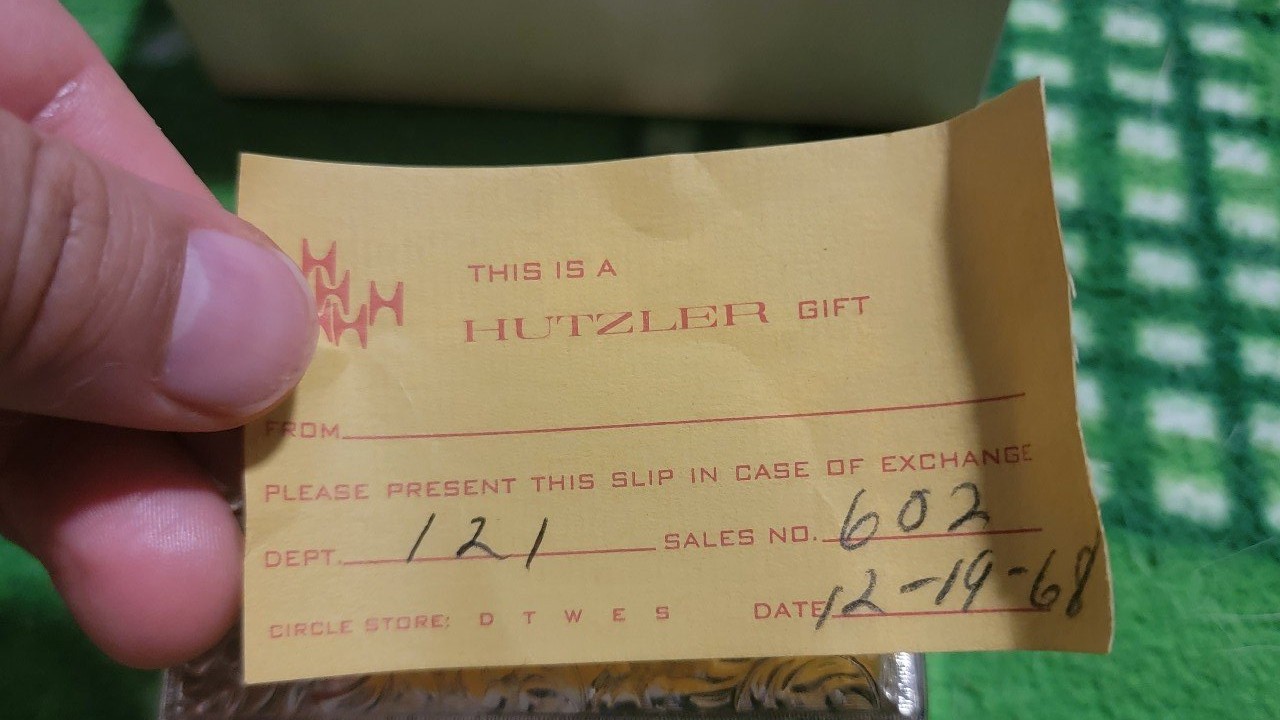 THIS IS A
HUTZLER GIFT
FROM
PLEASE PRESENT THIS SLIP IN CASE OF EXCHANGE
DEPT. 121 SALES NO. 602
CIRCLE STORE: D T W E S DATE 12-19-68